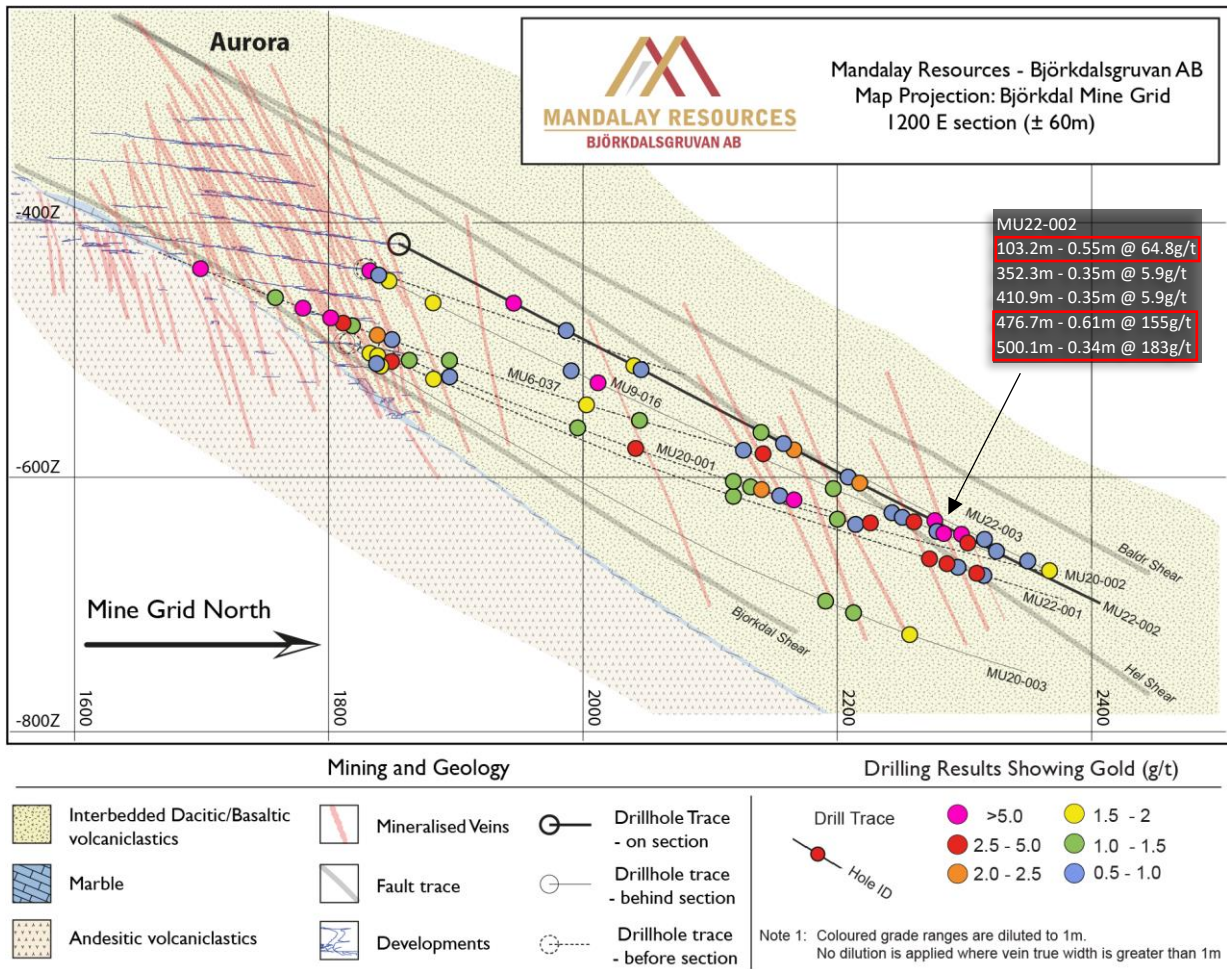 Aurora
MANDALAY RESOURCES
BJÖRKDALSGRUVAN AB
Mandalay Resources - Björkdalsgruvan AB
Map Projection: Björkdal Mine Grid
1200 E section (± 60m)
-400Z
MU22-002
103.2m - 0.55m @ 64.8g/t
352.3m - 0.35m @ 5.9g/t
410.9m - 0.35m @ 5.9g/t
476.7m - 0.61m @ 155g/t
500.1m - 0.34m @ 183g/t
MU6-037
MU9-016
MU20-001
-600Z
MU22-003
Baldr Shear
MU20-002
MU22-001
MU22-002
Mine Grid North
Bjorkdal Shear
MU20-003
Hel Shear
-800Z
1600
1800
2000
2200
2400
Mining and Geology
Interbedded Dacitic/Basaltic
volcaniclastics
Marble
Andesitic volcaniclastics
Mineralised Veins
Fault trace
Developments
Drillhole Trace
- on section
Drillhole trace
- behind section
Drillhole trace
- before section
Drilling Results Showing Gold (g/t)
Drill Trace
Hole ID
>5.0
2.5 - 5.0
2.0 - 2.5
1.5 - 2
1.0 - 1.5
0.5 - 1.0
Note 1: Coloured grade ranges are diluted to 1m.
No dilution is applied where vein true width is greater than 1m